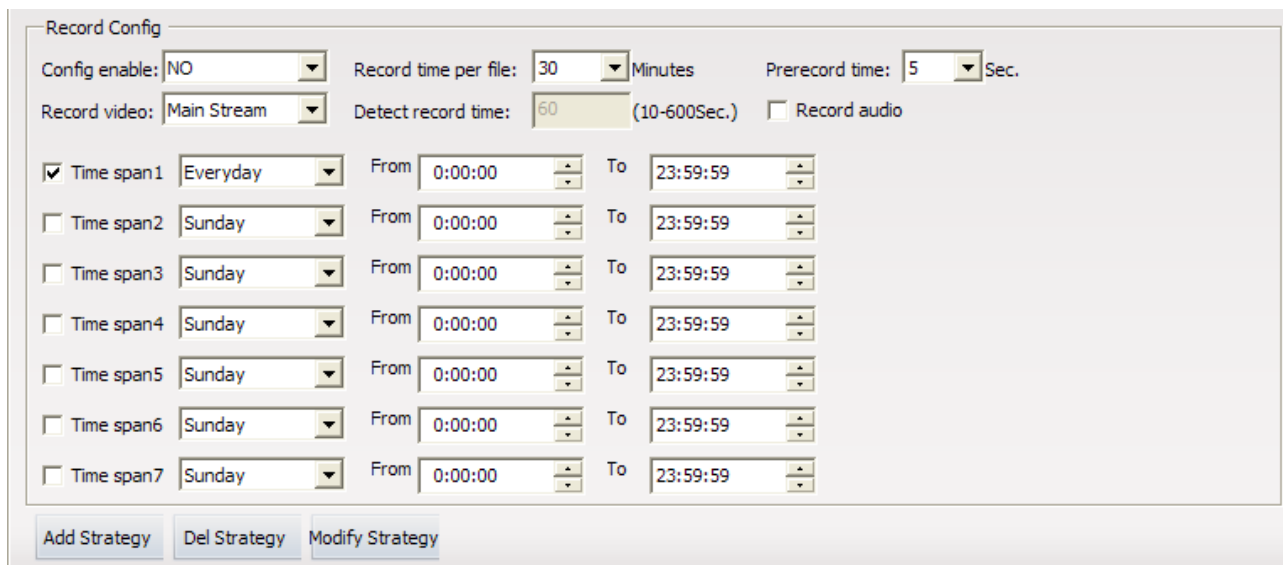 Record Config
Config enable: NO Record time per file: 30 Minutes Prerecord time: 5 Sec.
Record video: Main Stream Detect record time: 60 (10-600Sec.) Record audio
Time span1 Everyday From 0:00:00 To 23:59:59
Time span2 Sunday From 0:00:00 To 23:59:59
Time span3 Sunday From 0:00:00 To 23:59:59
Time span4 Sunday From 0:00:00 To 23:59:59
Time span5 Sunday From 0:00:00 To 23:59:59
Time span6 Sunday From 0:00:00 To 23:59:59
Time span7 Sunday From 0:00:00 To 23:59:59
Add Strategy Del Strategy Modify Strategy